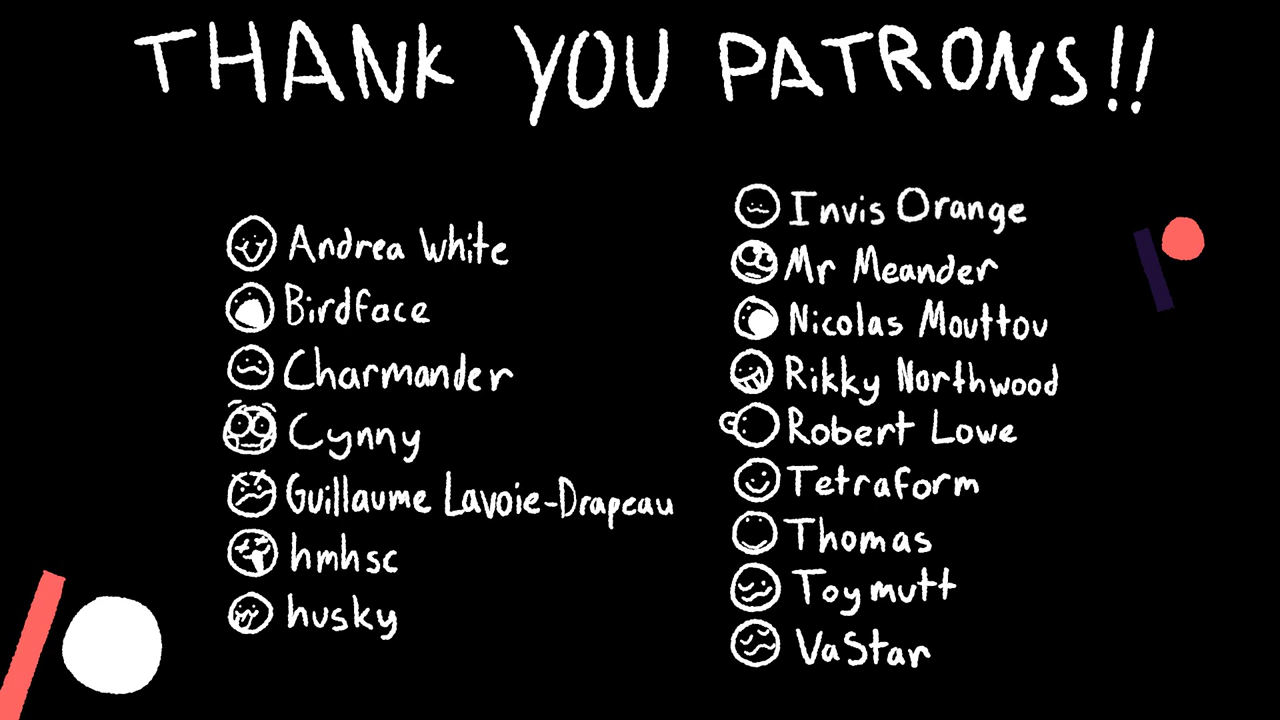 THANK YOU PATRONS!!
Andrea White
Birdface
Charmander
Cynny
Guillaume Lavoie-Drapeau
hmhsc
husky
Invis Orange
Mr Meander
Nicolas Mouttou
Rikky Northwood
Robert Lowe
Tetraform
Thomas
Toymutt
VaStar